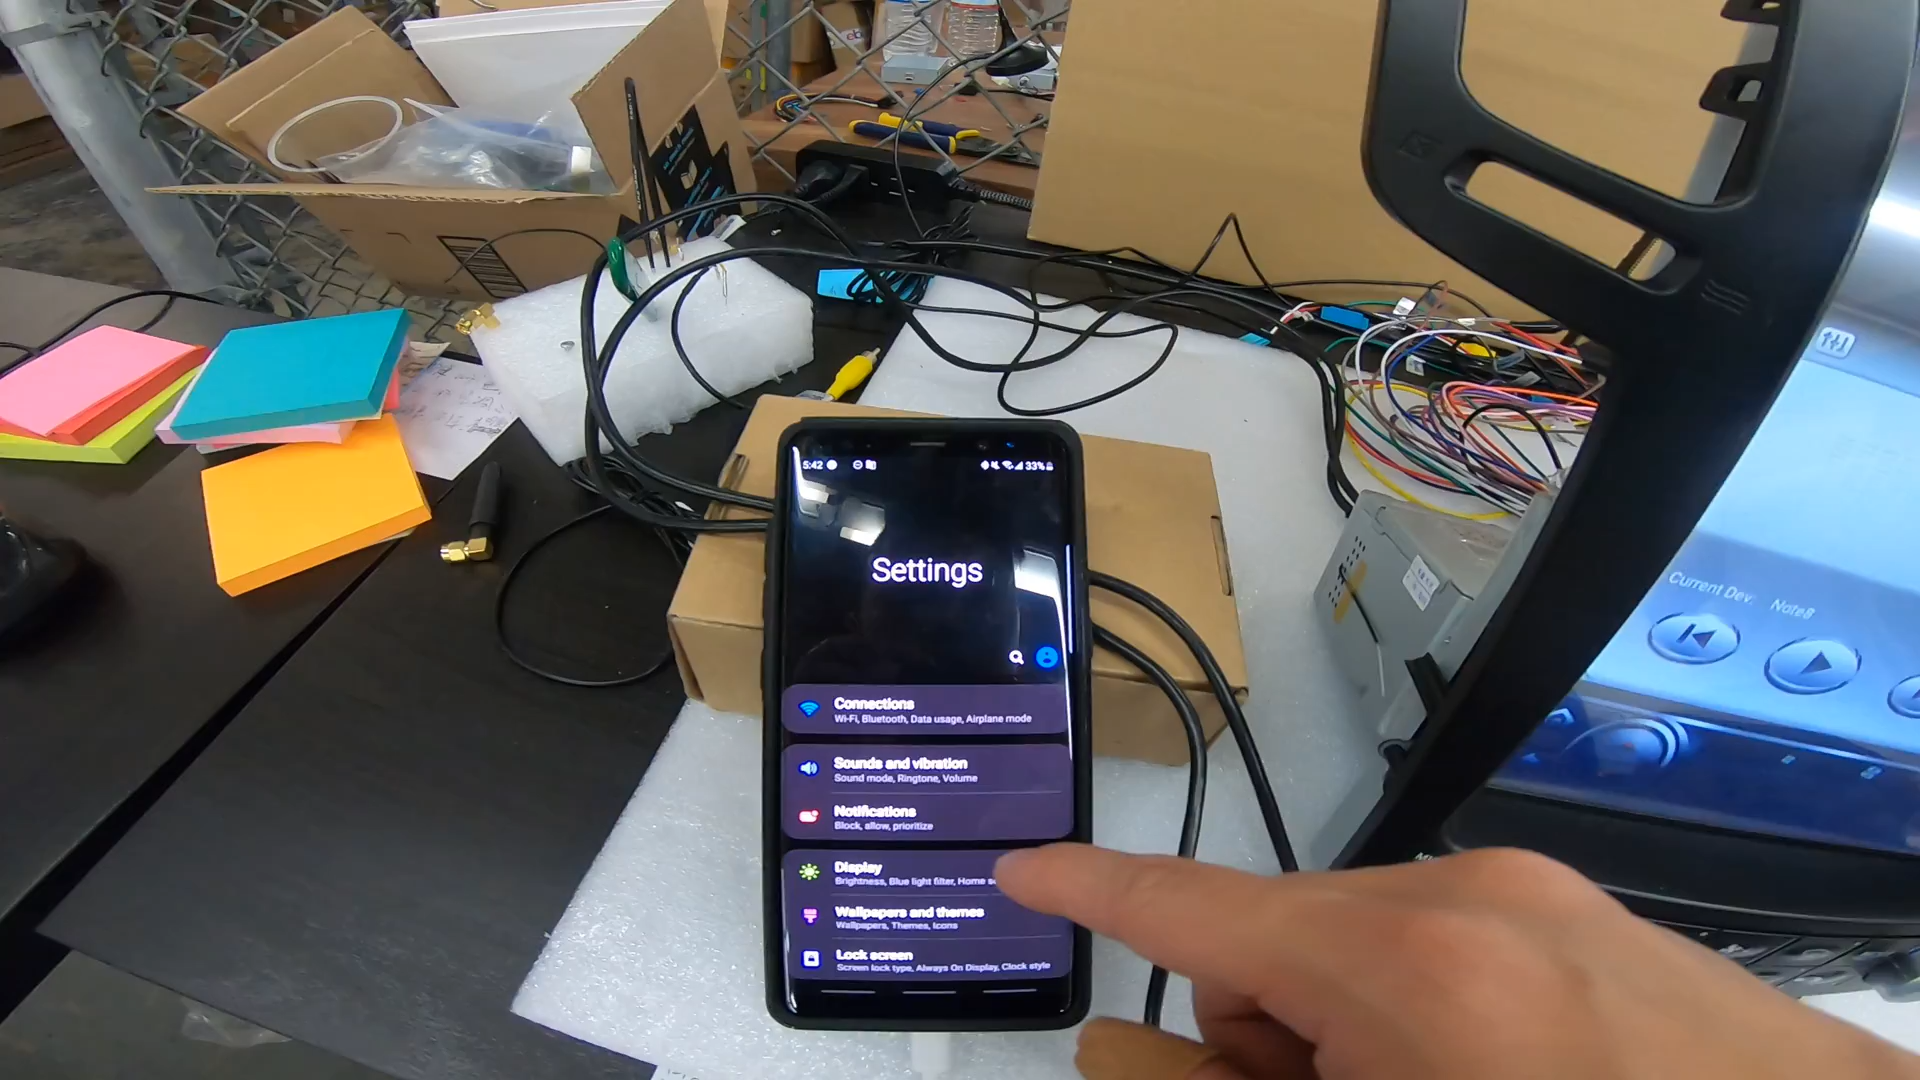 5:42
33%
Settings
Connections
Wi-Fi, Bluetooth, Data usage, Airplane mode
Sounds and vibration
Sound mode, Ringtone, Volume
Notifications
Block, allow, prioritize
Display
Brightness, Blue light filter, Home
Wallpapers and themes
Wallpapers, Themes, Icons
Lock screen
Screen lock type, Always On Display, Clock style
Current Dev: Note8